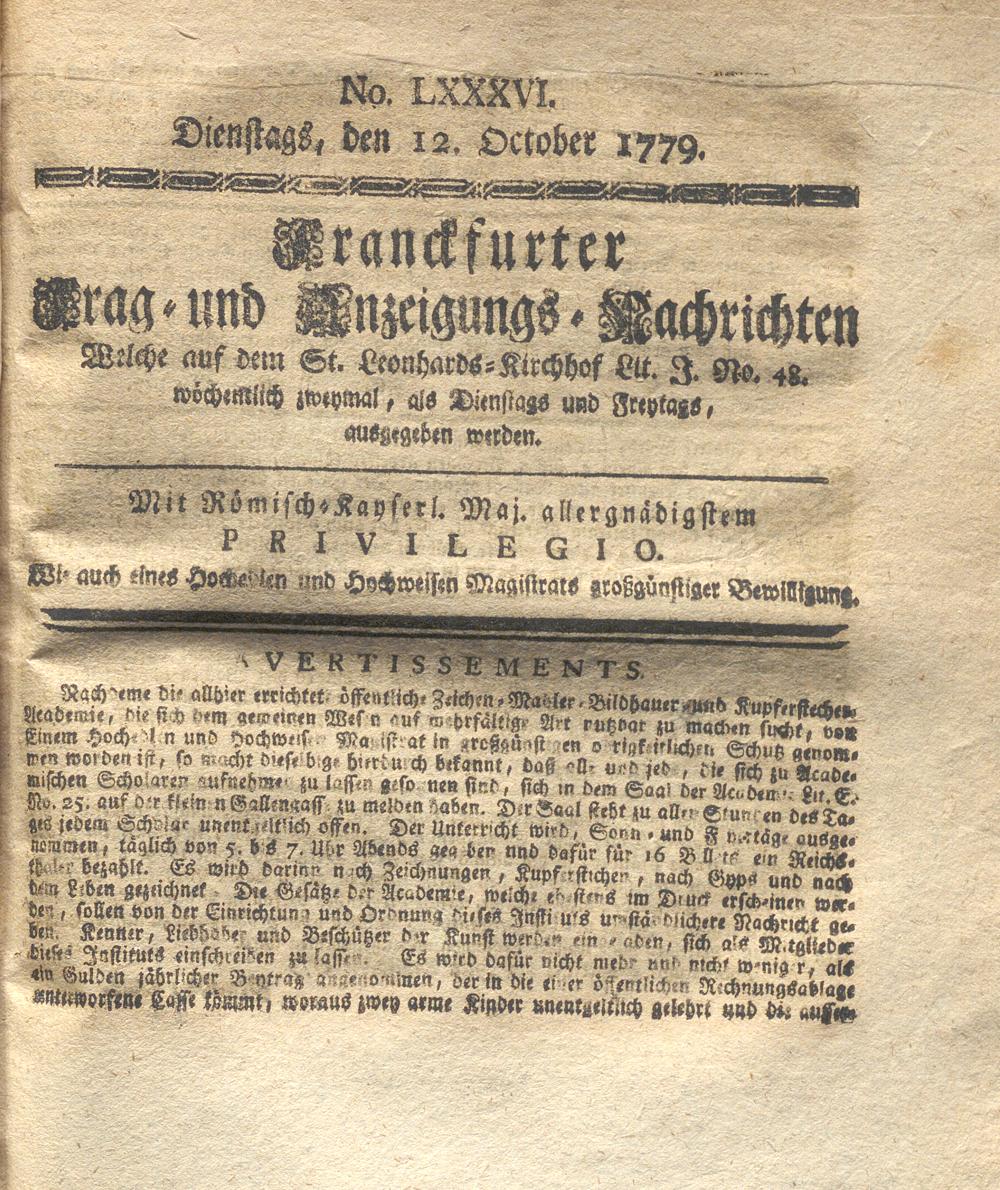 No. LXXXVI.
Dienstags, den 12. October 1779.
Franckfurter
Frag-und Anzeigungs-Nachrichten
Welche auf dem St. Leonhards-Kirchhof Lit. J. No. 48.
wöchentlich zweymal, als Dienstags und Freytags,
ausgegeben werden.
Mit Römisch-Kayserl. Maj. allergnädigstem
PRIVILEGIO.
Wie auch eines Hochedlen und Hochweisen Magistrats großgünstiger Bewilligung.
AVERTISSEMENTS.
Nachdeme die allhier errichtete öffentliche Zeichen-Mahler-Bildhauer-und Kupferstecher-
Academie, die sich dem gemeinen Wesen auf mehrfältige Art nutzbar zu machen sucht, von
Einem Hochedlen und Hochweisen Magistrat in großgünstigen obrigkeitlichen Schutz genom-
men worden ist, so macht dieselbige hierdurch bekannt, daß alle und jede, die sich zu Acade-
mischen Scholaren aufnehmen zu lassen gesonnen sind, sich in dem Saal der Academie Lit. E.
No. 25. auf der kleinen Gallengasse zu melden haben. Der Saal steht zu allen Stunden des Ta-
ges jedem Scholar unentgeltlich offen. Der Unterricht wird, Sonn- und Feyertäge ausge-
nommen, täglich von 5. bis 7. Uhr Abends gegeben und dafür für 16 Billets ein Reichs-
thaler bezahlt. Es wird darinn nach Zeichnungen, Kupferstichen, nach Gyps und nach
dem Leben gezeichnet. Die Gesätze der Academie, welche ehestens im Druck erscheinen wer-
den, sollen von der Einrichtung und Ordnung dieses Instituts umständlichere Nachricht ge-
ben. Kenner, Liebhaber und Beschützer der Kunst werden eingeladen, sich als Mitglieder
dieses Instituts einschreiben zu lassen. Es wird dafür nicht mehr und nicht weniger, als
ein Gulden jährlicher Beytrag angenommen, der in die einer öffentlichen Rechnungsablage
unterworfene Casse kömmt, woraus zwey arme Kinder unentgeltlich gelehrt und die ausser-